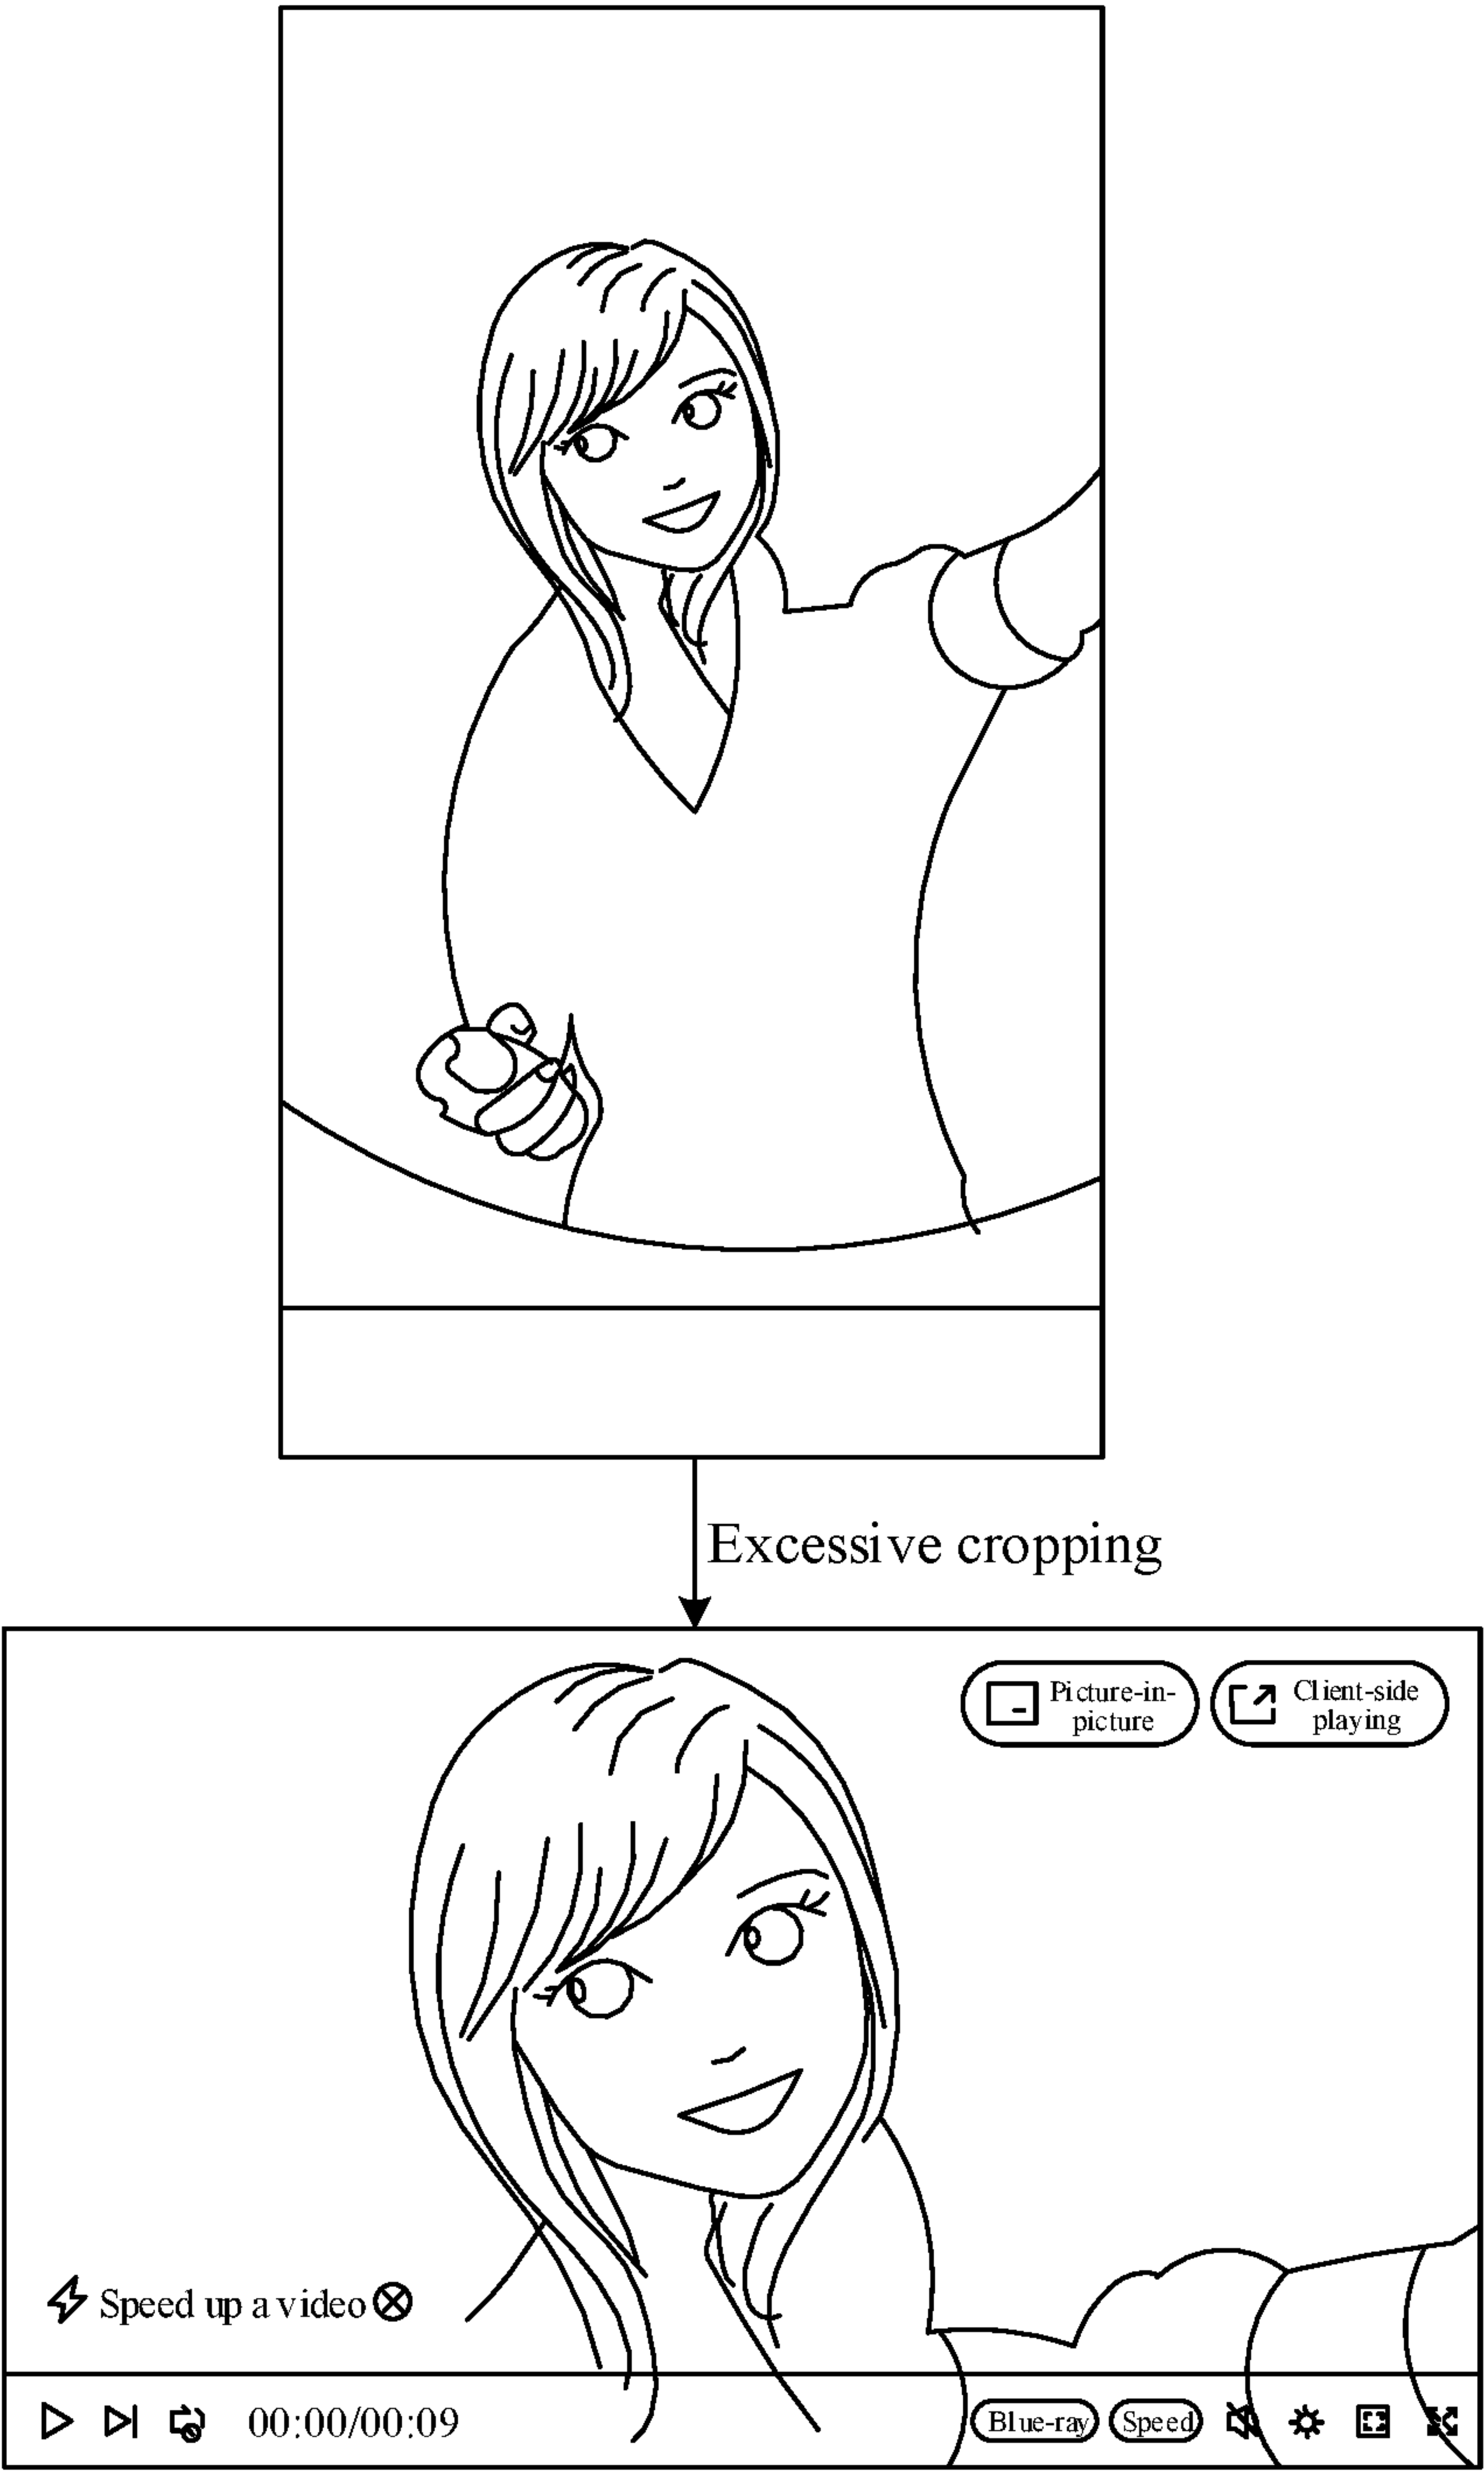 Excessive cropping
Picture-in-
picture
Client-side
playing
Speed up a video
00:00/00:09
Blue-ray
Speed